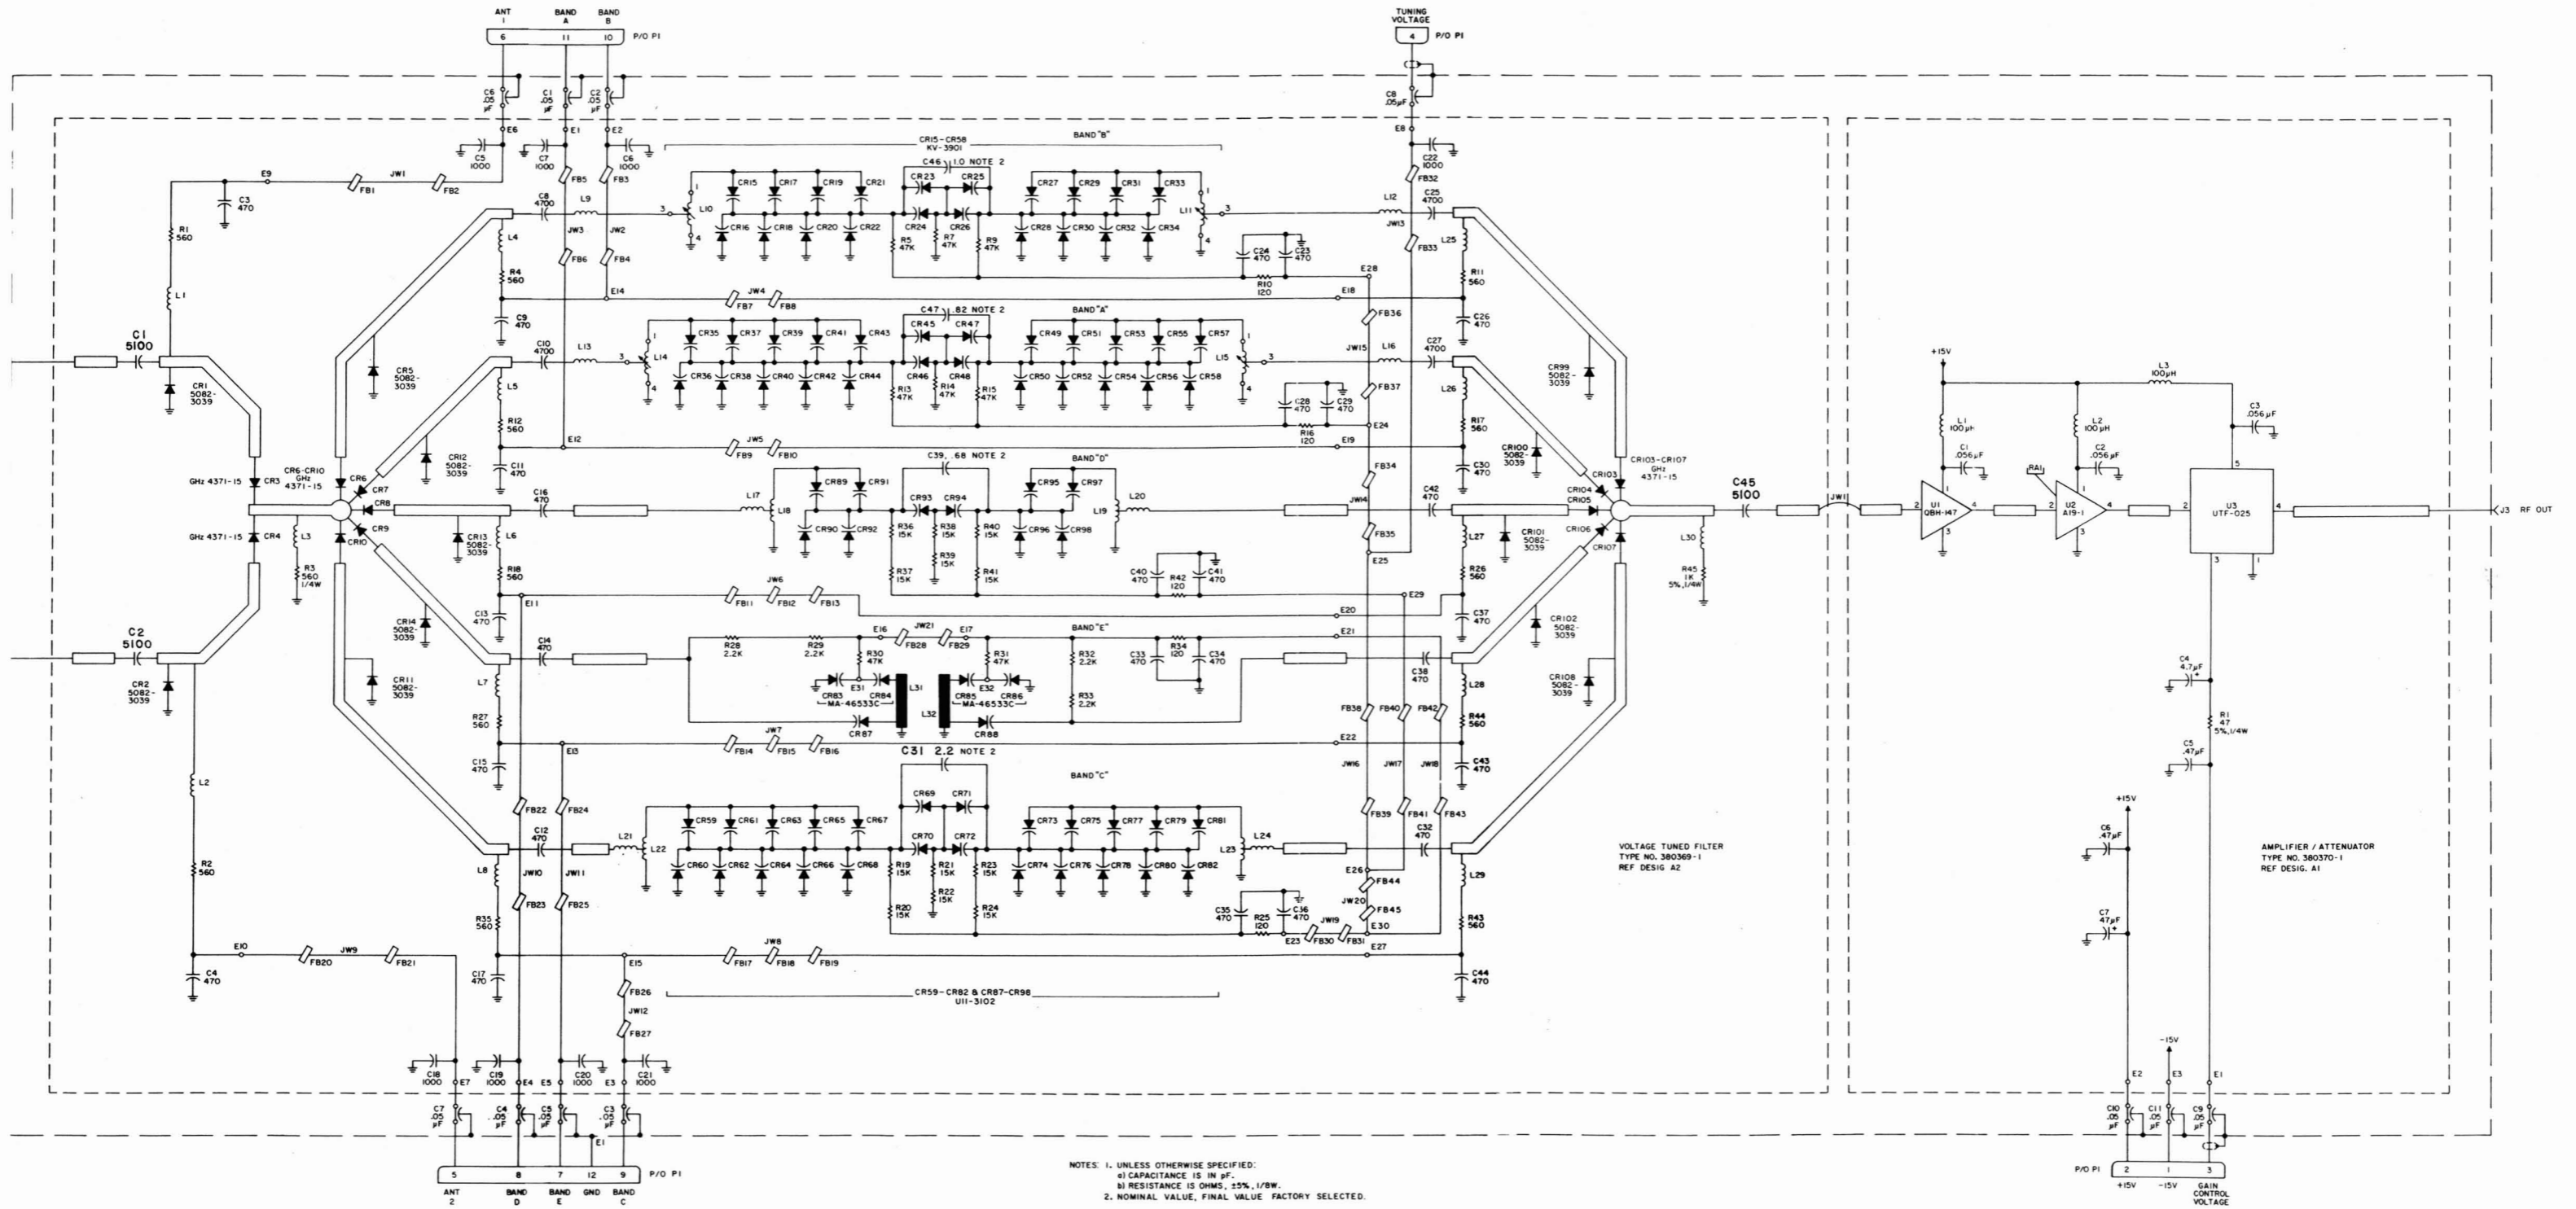 ANT
1
BAND
A
BAND
B
6
11
10
P/O P1
TUNING
VOLTAGE
4
P/O P1
C6
.05
µF
C1
.05
µF
C2
.05
µF
C8
.05µF
E6
E1
E2
E8
C5
1000
C7
1000
C6
1000
C22
1000
CR15-CR58
KV-3901
BAND "B"
E9
FB1
JW1
FB2
FB5
FB3
FB32
C3
470
R1
560
L1
C8
4700
L9
L10
1
3
4
CR15
CR17
CR19
CR21
C46
1.0 NOTE 2
CR23
CR25
CR27
CR29
CR31
CR33
CR16
CR18
CR20
CR22
CR24
CR26
CR28
CR30
CR32
CR34
L11
1
3
4
L12
C25
4700
JW13
L4
R4
560
JW3
JW2
FB6
FB4
R5
47K
R7
47K
R9
47K
C24
470
C23
470
R10
120
E28
FB33
L25
R11
560
E14
JW4
FB7
FB8
E18
C9
470
C26
470
C47
.82 NOTE 2
BAND "A"
FB36
C10
4700
L13
L14
1
3
4
CR35
CR37
CR39
CR41
CR43
CR45
CR47
CR49
CR51
CR53
CR55
CR57
CR36
CR38
CR40
CR42
CR44
CR46
CR48
CR50
CR52
CR54
CR56
CR58
L15
1
3
4
JW15
L16
C27
4700
C1
5100
CR1
5082-
3039
CR5
5082-
3039
L5
R12
560
R13
47K
R14
47K
R15
47K
C28
470
C29
470
R16
120
FB37
E24
L26
R17
560
CR99
5082-
3039
E12
JW5
FB9
FB10
E19
C11
470
C30
470
CR12
5082-
3039
CR100
5082-
3039
GHz 4371-15
CR3
CR6-CR10
GHz
4371-15
CR6
CR7
CR8
CR9
CR10
GHz 4371-15
CR4
L3
R3
560
1/4W
C39, .68 NOTE 2
BAND "D"
FB34
C16
470
L17
L18
CR89
CR91
CR93
CR94
CR95
CR97
CR90
CR92
CR96
CR98
L19
L20
JW14
C42
470
R36
15K
R38
15K
R40
15K
R37
15K
R39
15K
R41
15K
C40
470
R42
120
C41
470
FB35
E25
CR103-CR107
GHz
4371-15
CR103
CR104
CR105
CR106
CR107
CR13
5082-
3039
L6
R18
560
L27
R26
560
CR101
5082-
3039
C45
5100
L30
R45
1K
5%,1/4W
E11
JW6
FB11
FB12
FB13
E29
E20
C13
470
C37
470
CR14
5082-
3039
C2
5100
CR2
5082-
3039
CR11
5082-
3039
C14
470
R28
2.2K
R29
2.2K
E16
JW21
FB28
E17
FB29
BAND "E"
R30
47K
R31
47K
R32
2.2K
R33
2.2K
C33
470
R34
120
C34
470
E21
CR83
E31
CR84
MA-46533C
L31
L32
CR85
E32
CR86
MA-46533C
CR87
CR88
C38
470
CR102
5082-
3039
CR108
5082-
3039
L7
R27
560
L28
R44
560
FB38
FB40
FB42
E13
JW7
FB14
FB15
FB16
E22
C15
470
C43
470
C31 2.2 NOTE 2
BAND "C"
JW16
JW17
JW18
L2
R2
560
FB22
FB24
FB39
FB41
FB43
C12
470
L21
L22
CR59
CR61
CR63
CR65
CR67
CR69
CR71
CR73
CR75
CR77
CR79
CR81
CR60
CR62
CR64
CR66
CR68
CR70
CR72
CR74
CR76
CR78
CR80
CR82
L23
L24
C32
470
L8
JW10
JW11
FB23
FB25
R35
560
R19
15K
R21
15K
R23
15K
R20
15K
R22
15K
R24
15K
E26
FB44
JW20
FB45
L29
R43
560
C35
470
R25
120
C36
470
E23
JW19
FB30
FB31
E30
E27
VOLTAGE TUNED FILTER
TYPE NO. 380369-1
REF DESIG A2
E10
JW9
FB20
FB21
E15
JW8
FB17
FB18
FB19
C4
470
C17
470
C44
470
FB26
JW12
FB27
CR59-CR82 & CR87-CR98
U11-3102
C18
1000
C19
1000
C20
1000
C21
1000
E7
E4
E5
E3
C7
.05
µF
C4
.05
µF
C5
.05
µF
C3
.05
µF
E1
5
8
7
12
9
P/O P1
ANT
2
BAND
D
BAND
E
GND
BAND
C
NOTES: 1. UNLESS OTHERWISE SPECIFIED:
a) CAPACITANCE IS IN pF.
b) RESISTANCE IS OHMS, ±5%, 1/8W.
2. NOMINAL VALUE, FINAL VALUE FACTORY SELECTED.
+15V
L3
100µH
L1
100µH
L2
100µH
C3
.056µF
C1
.056µF
C2
.056µF
RA1
JW1
2
U1
QBH-147
1
4
3
2
U2
A19-1
1
4
3
5
2
U3
UTF-025
4
3
1
J3 RF OUT
C4
4.7µF
+
R1
47
5%,1/4W
C5
.47µF
+15V
C6
.47µF
C7
47µF
+
AMPLIFIER / ATTENUATOR
TYPE NO. 380370-1
REF DESIG. A1
-15V
E2
E3
E1
C10
.05
µF
C11
.05
µF
C9
.05
µF
P/O P1
2
1
3
+15V
-15V
GAIN
CONTROL
VOLTAGE